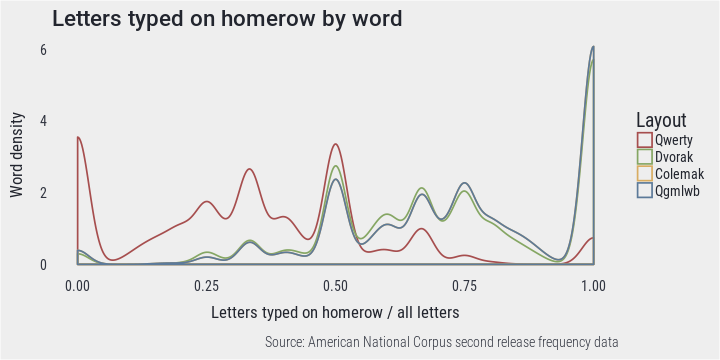 Letters typed on homerow by word
6
4
2
0
Word density
0.00 0.25 0.50 0.75 1.00
Letters typed on homerow / all letters
Layout
Qwerty
Dvorak
Colemak
Qgmlwb
Source: American National Corpus second release frequency data